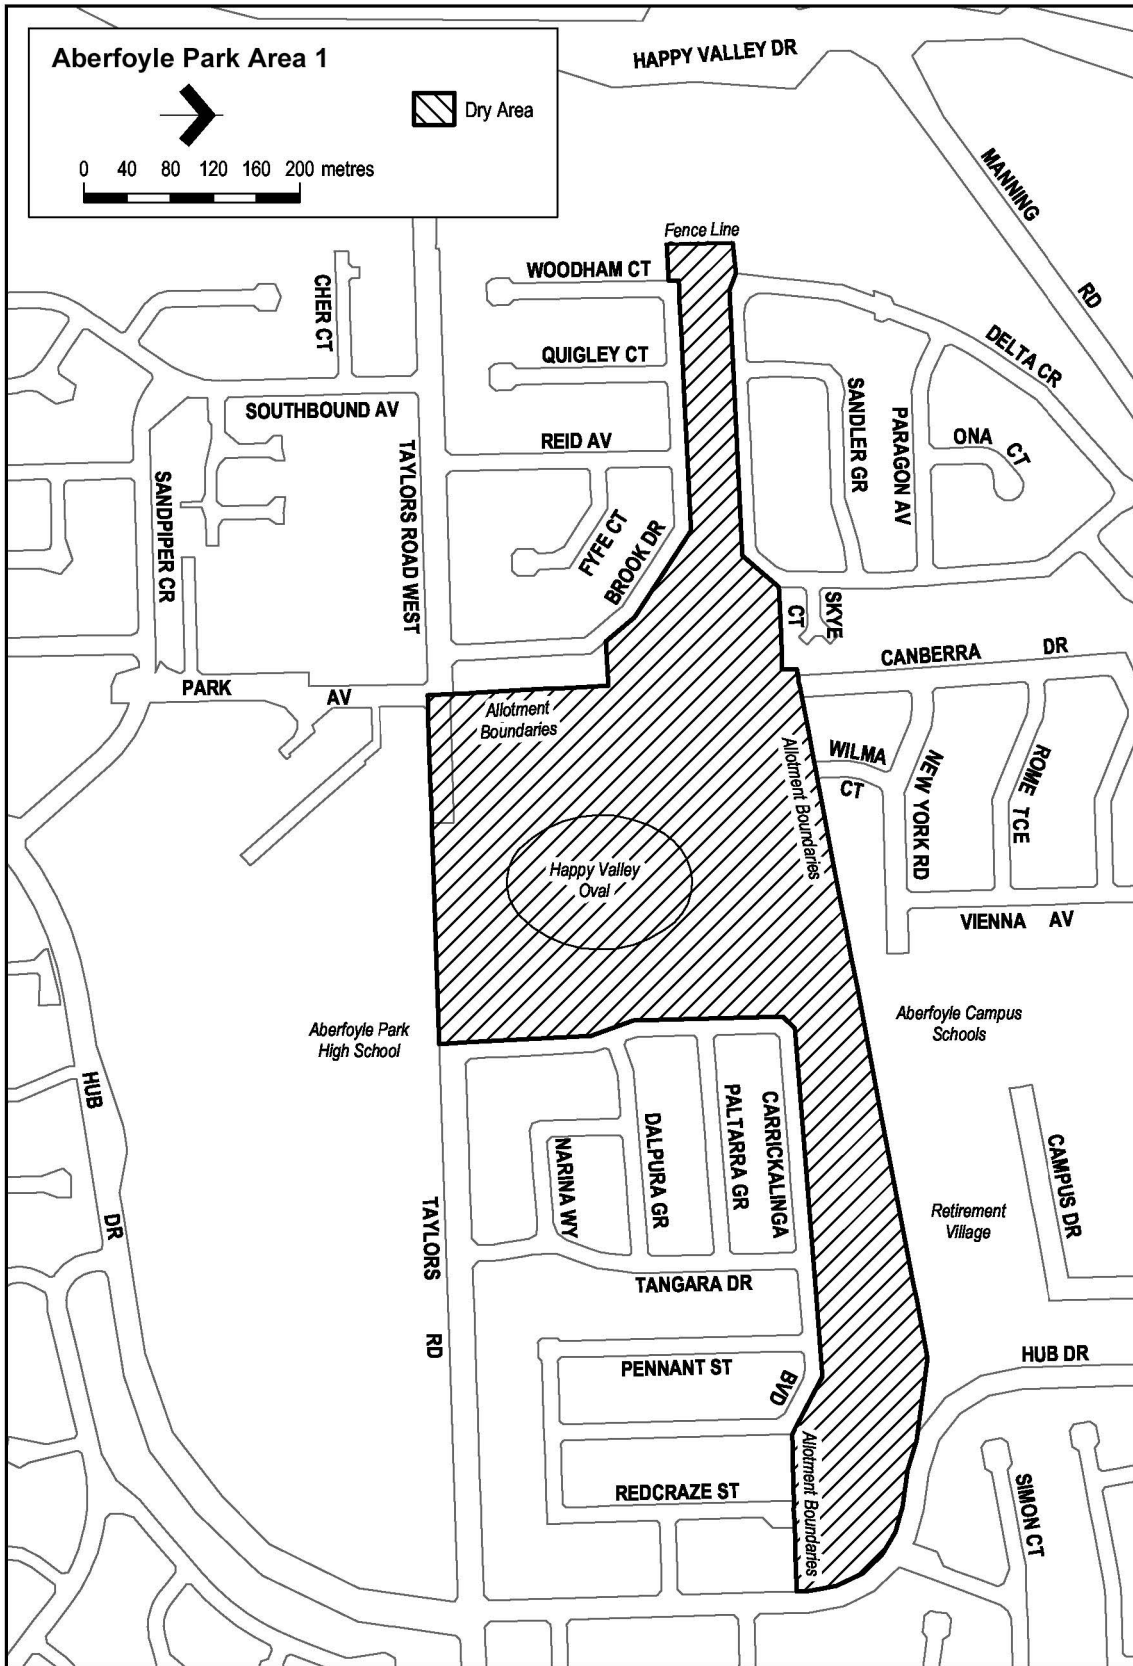 Aberfoyle Park Area 1
Dry Area
0 40 80 120 160 200 metres
HAPPY VALLEY DR
MANNING
RD
Fence Line
WOODHAM CT
CHER CT
QUIGLEY CT
DELTA CR
SOUTHBOUND AV
REID AV
SANDLER GR
PARAGON AV
ONA
CT
TAYLORS ROAD WEST
SANDPIPER CR
FYFE CT
BROOK DR
SKYE
CT
CANBERRA
DR
PARK
AV
Allotment
Boundaries
Allotment Boundaries
WILMA
CT
NEW YORK RD
ROME TCE
Happy Valley
Oval
VIENNA AV
Aberfoyle Park
High School
Aberfoyle Campus
Schools
HUB
DR
CARRICKALINGA
PALTARRA GR
DALPURA GR
NARINA WY
CAMPUS DR
Retirement
Village
TAYLORS
RD
TANGARA DR
PENNANT ST
BVD
HUB DR
REDCRAZE ST
Allotment Boundaries
SIMON CT